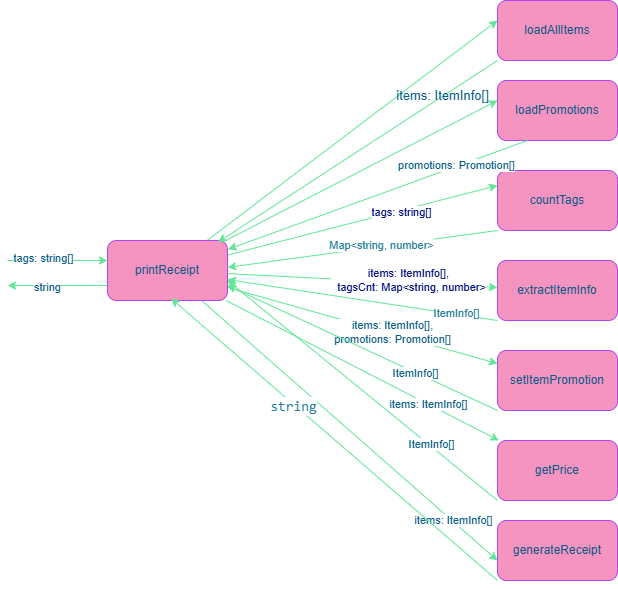 loadAllItems
items: ItemInfo[]
loadPromotions
promotions: Promotion[]
countTags
tags: string[]
Map<string, number>
tags: string[]
printReceipt
string
items: ItemInfo[],
tagsCnt: Map<string, number>
extractItemInfo
ItemInfo[]
items: ItemInfo[],
promotions: Promotion[]
setItemPromotion
ItemInfo[]
items: ItemInfo[]
string
ItemInfo[]
getPrice
items: ItemInfo[]
generateReceipt